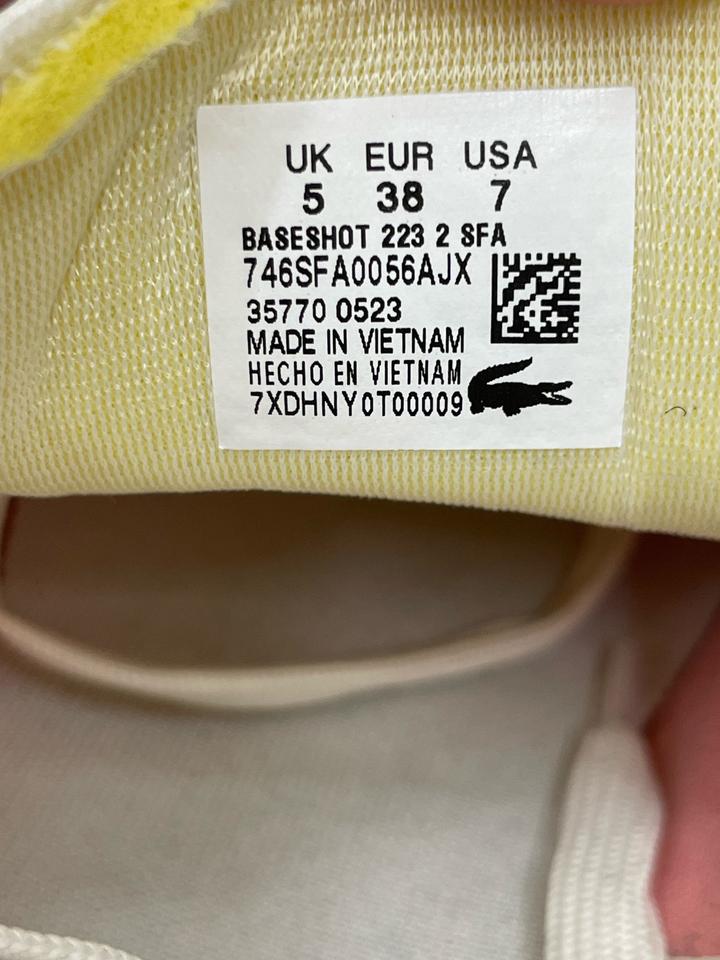 UK EUR USA
5 38 7
BASESHOT 223 2 SFA
746SFA0056AJX
35770 0523
MADE IN VIETNAM
HECHO EN VIETNAM
7XDHNY0T00009